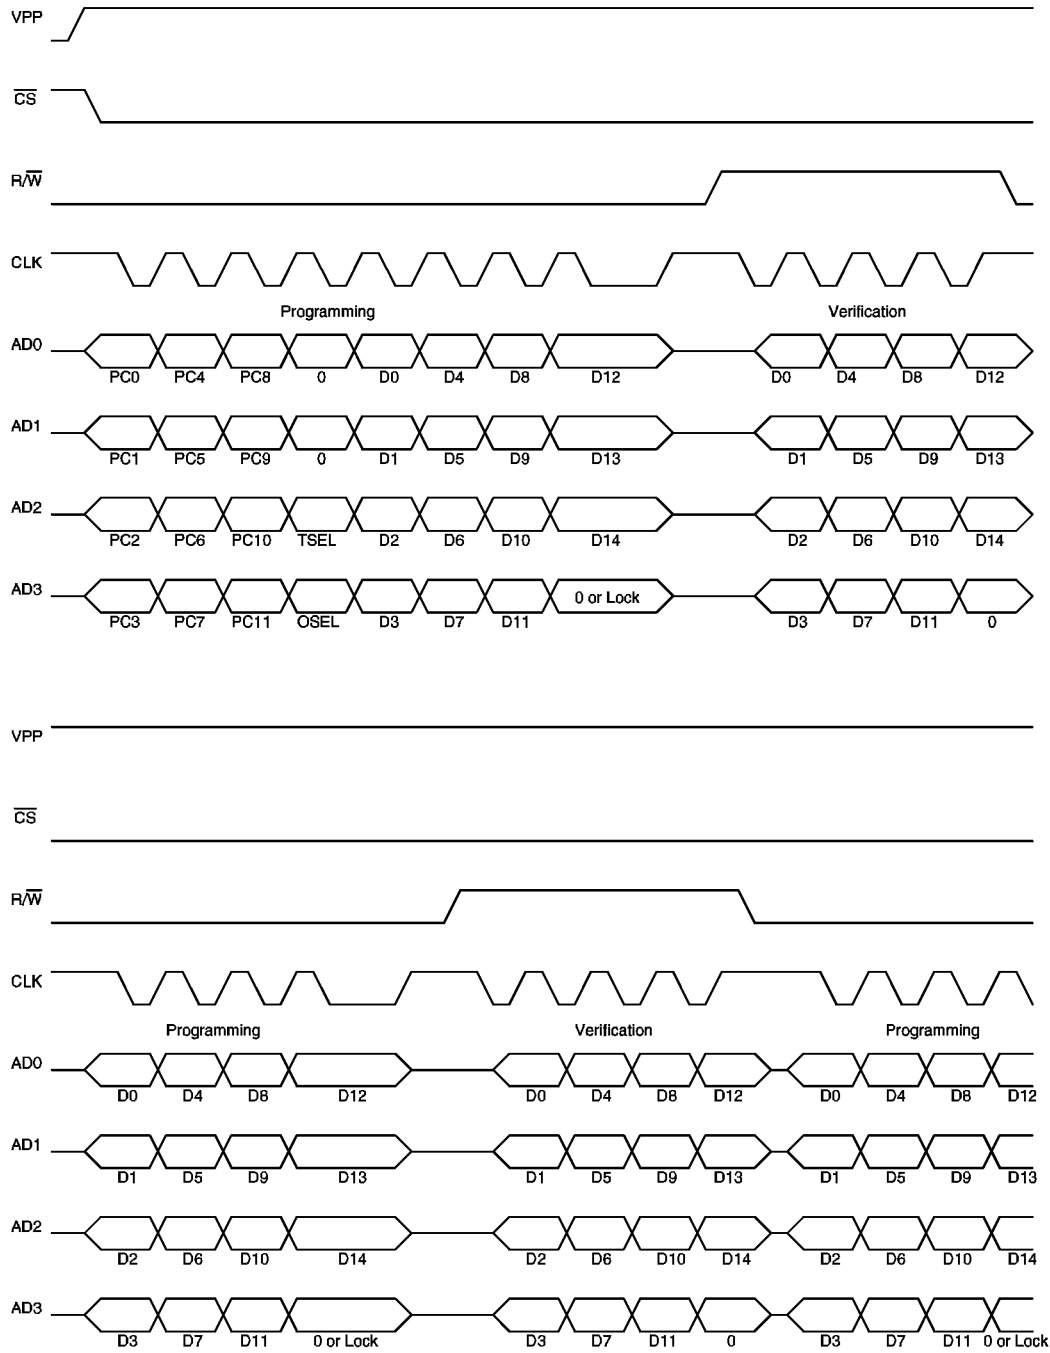 VPP
CS
R/W
CLK
Programming Verification
AD0
PC0 PC4 PC8 0 D0 D4 D8 D12 D0 D4 D8 D12
AD1
PC1 PC5 PC9 0 D1 D5 D9 D13 D1 D5 D9 D13
AD2
PC2 PC6 PC10 TSEL D2 D6 D10 D14 D2 D6 D10 D14
AD3 0 or Lock
PC3 PC7 PC11 OSEL D3 D7 D11 D3 D7 D11 0
VPP
CS
R/W
CLK
Programming Verification Programming
AD0
D0 D4 D8 D12 D0 D4 D8 D12 D0 D4 D8 D12
AD1
D1 D5 D9 D13 D1 D5 D9 D13 D1 D5 D9 D13
AD2
D2 D6 D10 D14 D2 D6 D10 D14 D2 D6 D10 D14
AD3
D3 D7 D11 0 or Lock D3 D7 D11 0 D3 D7 D11 0 or Lock